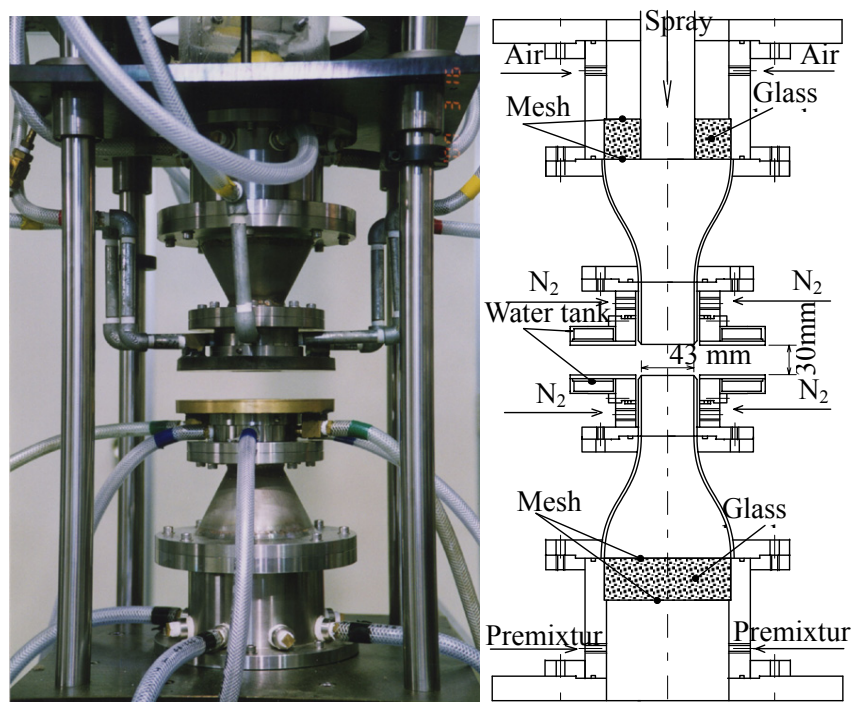 Spray
Air
Air
Mesh
Glass
N2
N2
Water tank
43 mm
30mm
N2
N2
Mesh
Glass
Premixtur
Premixtur